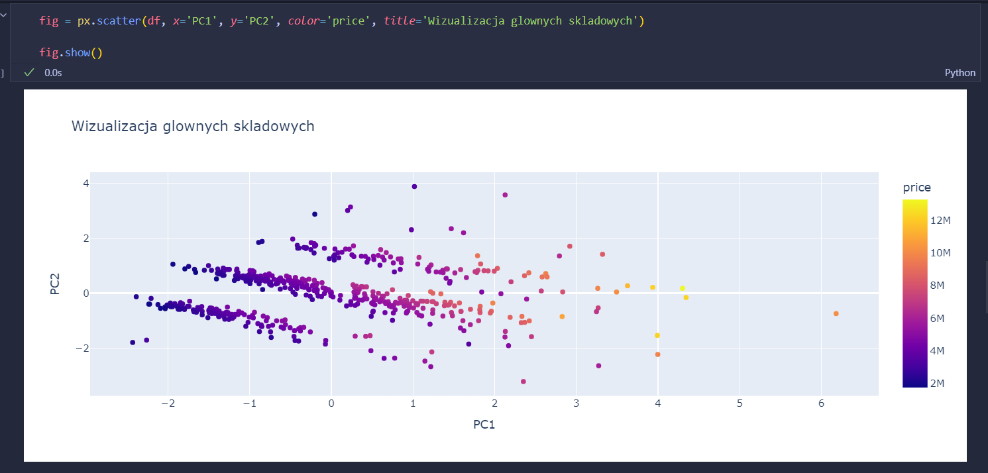 fig = px.scatter(df, x='PC1', y='PC2', color='price', title='Wizualizacja glownych skladowych')
fig.show()
]
0.0s
Python
Wizualizacja glownych skladowych
price
4
2
0
−2
PC2
12M
10M
8M
6M
4M
2M
−2 −1 0 1 2 3 4 5 6
PC1